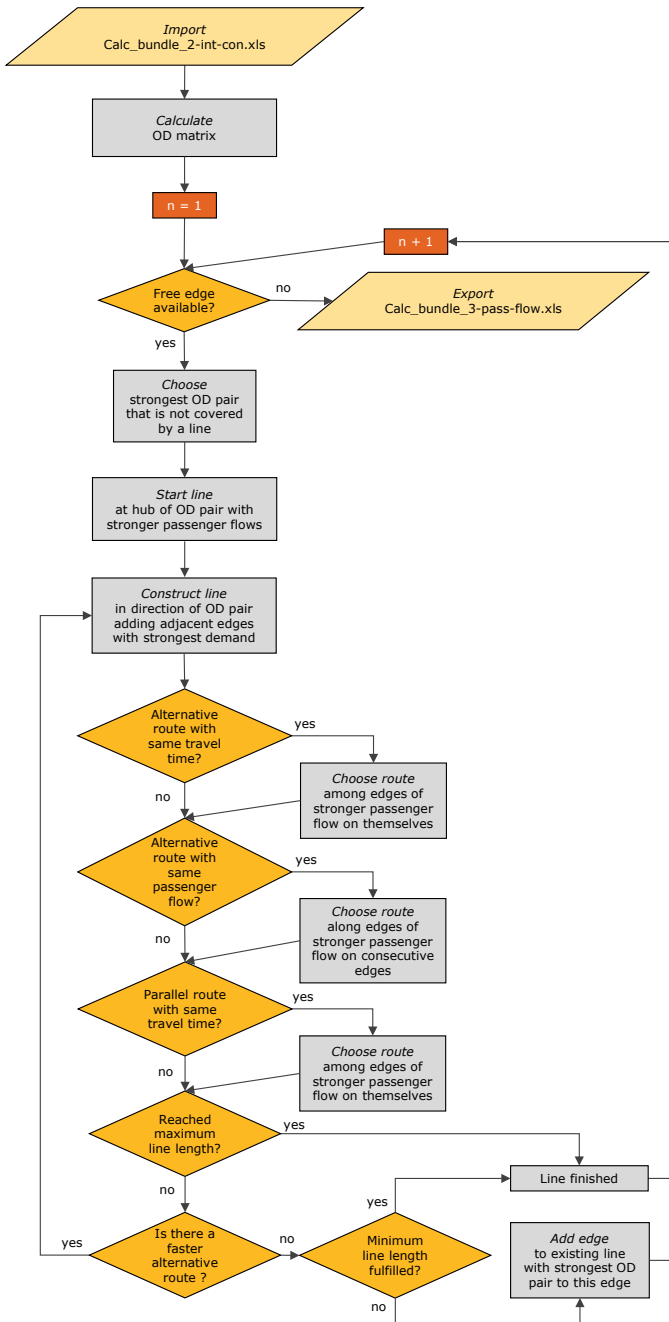 Import
Calc_bundle_2-int-con.xls
Calculate
OD matrix
n = 1
n + 1
Free edge
available?
no
Export
Calc_bundle_3-pass-flow.xls
yes
Choose
strongest OD pair
that is not covered
by a line
Start line
at hub of OD pair with
stronger passenger flows
Construct line
in direction of OD pair
adding adjacent edges
with strongest demand
Alternative
route with
same travel
time?
yes
no
Choose route
among edges of
stronger passenger
flow on themselves
Alternative
route with
same
passenger
flow?
yes
no
Choose route
along edges of
stronger passenger
flow on consecutive
edges
Parallel route
with same
travel time?
yes
no
Choose route
among edges of
stronger passenger
flow on themselves
Reached
maximum
line length?
yes
no
Line finished
yes
Is there a
faster
alternative
route ?
yes
no
Minimum
line length
fulfilled?
no
Add edge
to existing line
with strongest OD
pair to this edge